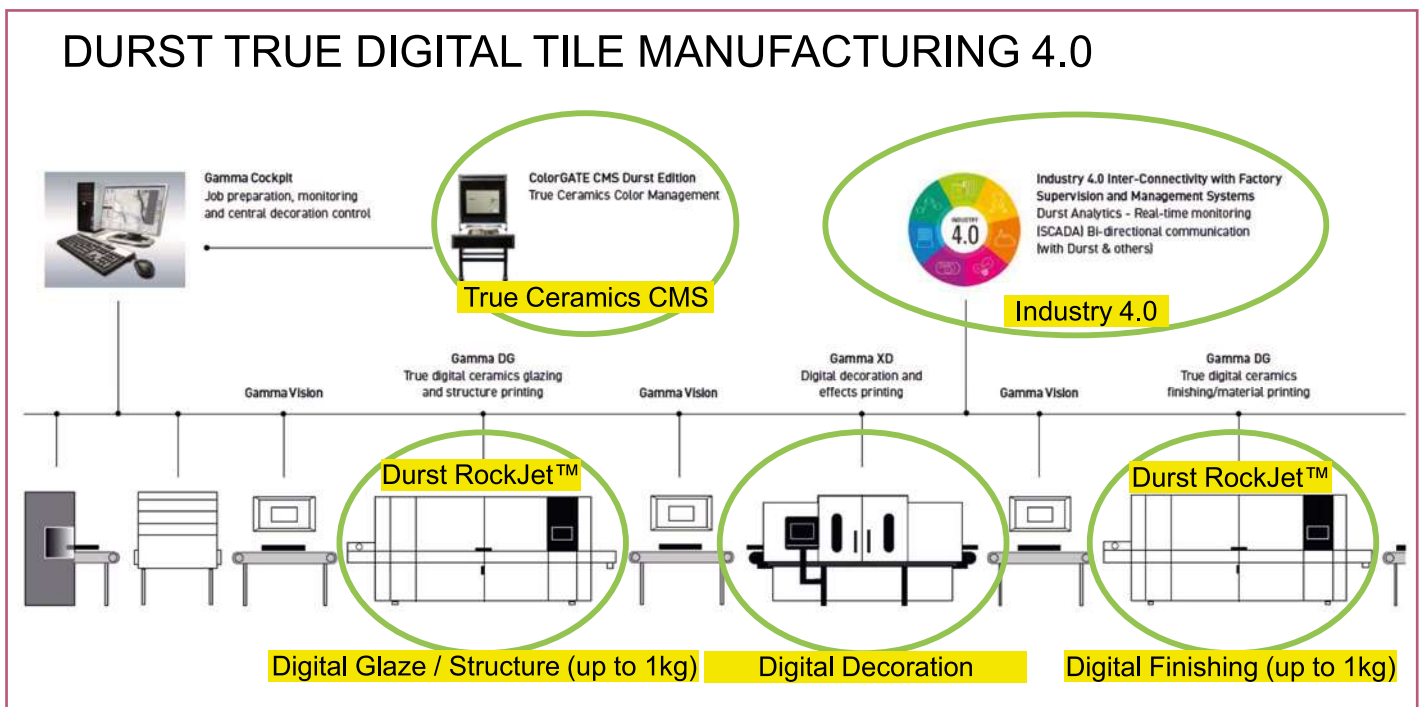 DURST TRUE DIGITAL TILE MANUFACTURING 4.0
Gamma Cockpit
Job preparation, monitoring
and central decoration control
ColorGATE CMS Durst Edition
True Ceramics Color Management
True Ceramics CMS
INDUSTRY
4.0
Industry 4.0 Inter-Connectivity with Factory
Supervision and Management Systems
Durst Analytics - Real-time monitoring
(SCADA) Bi-directional communication
(with Durst & others)
Industry 4.0
Gamma Vision
Gamma DG
True digital ceramics glazing
and structure printing
Gamma Vision
Gamma XD
Digital decoration and
effects printing
Gamma Vision
Gamma DG
True digital ceramics
finishing/material printing
Durst RockJet™
Durst RockJet™
Digital Glaze / Structure (up to 1kg)
Digital Decoration
Digital Finishing (up to 1kg)